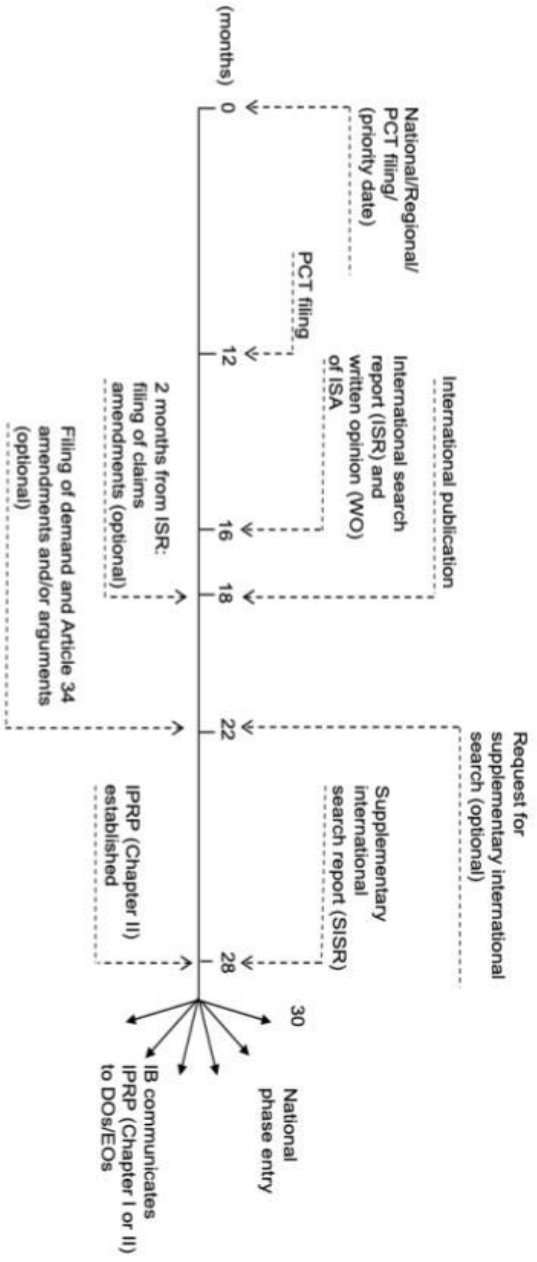 (months)
0
12
16
18
22
28
30
National/Regional/
PCT filing/
(priority date)
PCT filing
International search
report (ISR) and
written opinion (WO)
of ISA
International publication
Request for
supplementary international
search (optional)
Supplementary
international
search report (SISR)
National
phase entry
2 months from ISR:
filing of claims
amendments (optional)
Filing of demand and Article 34
amendments and/or arguments
(optional)
IPRP (Chapter II)
established
IB communicates
IPRP (Chapter I or II)
to DOs/EOs